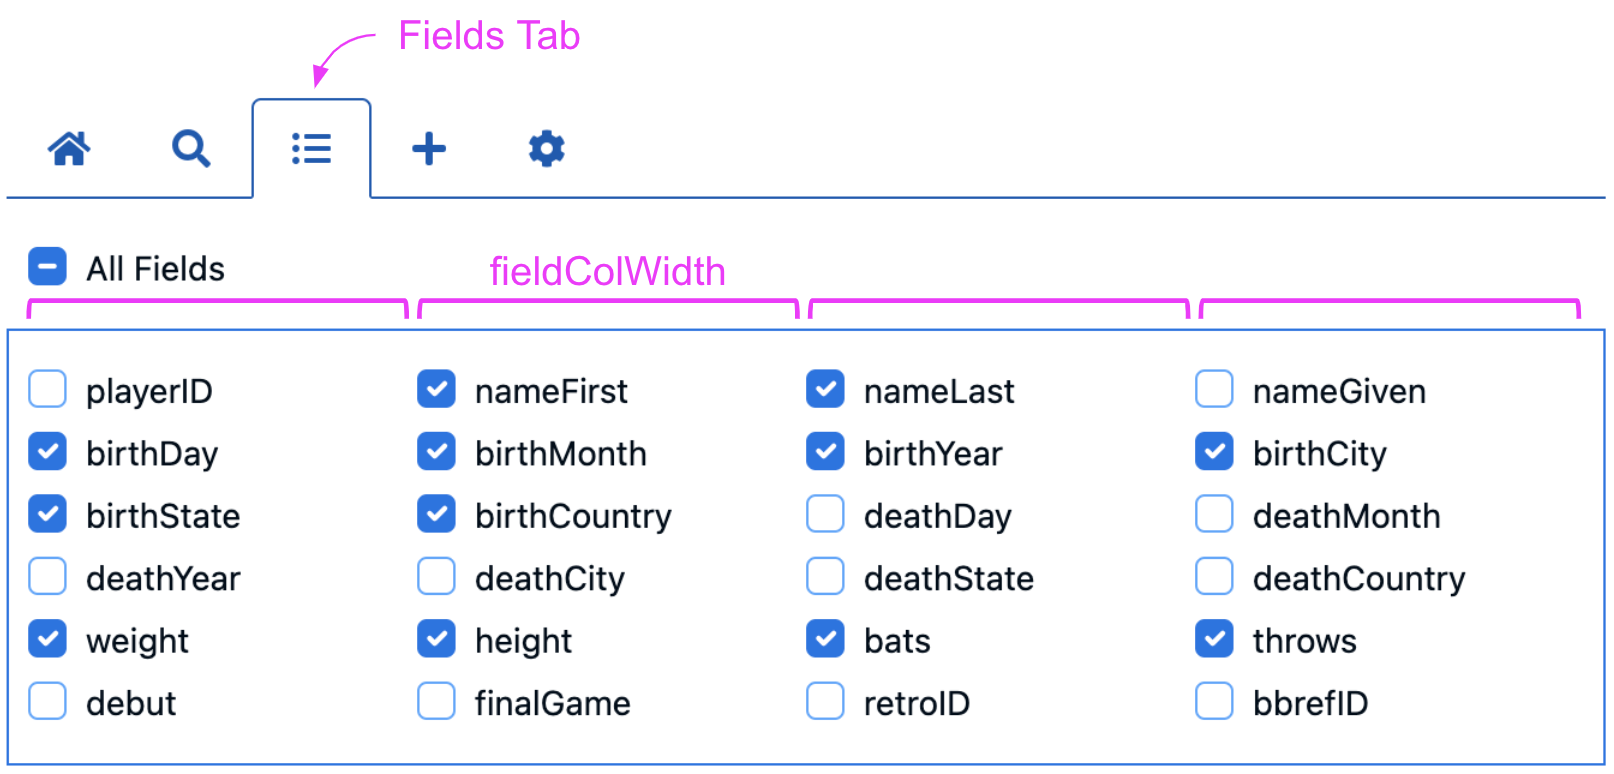 Fields Tab
All Fields
fieldColWidth
playerID nameFirst nameLast nameGiven
birthDay birthMonth birthYear birthCity
birthState birthCountry deathDay deathMonth
deathYear deathCity deathState deathCountry
weight height bats throws
debut finalGame retroID bbrefID